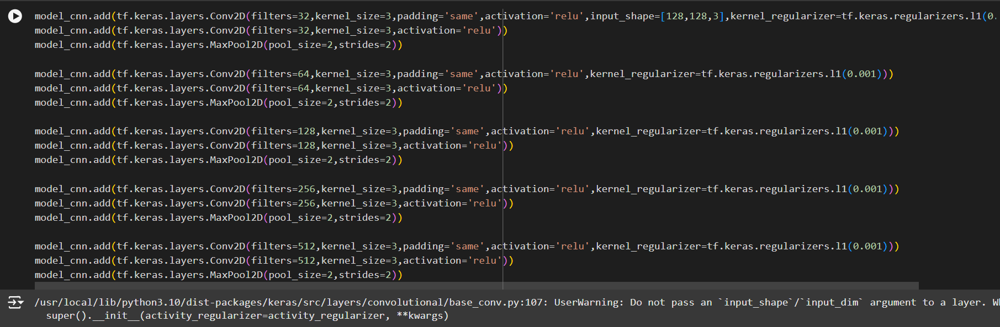 model_cnn.add(tf.keras.layers.Conv2D(filters=32,kernel_size=3,padding='same',activation='relu',input_shape=[128,128,3],kernel_regularizer=tf.keras.regularizers.l1(0.
model_cnn.add(tf.keras.layers.Conv2D(filters=32,kernel_size=3,activation='relu'))
model_cnn.add(tf.keras.layers.MaxPool2D(pool_size=2,strides=2))
model_cnn.add(tf.keras.layers.Conv2D(filters=64,kernel_size=3,padding='same',activation='relu',kernel_regularizer=tf.keras.regularizers.l1(0.001)))
model_cnn.add(tf.keras.layers.Conv2D(filters=64,kernel_size=3,activation='relu'))
model_cnn.add(tf.keras.layers.MaxPool2D(pool_size=2,strides=2))
model_cnn.add(tf.keras.layers.Conv2D(filters=128,kernel_size=3,padding='same',activation='relu',kernel_regularizer=tf.keras.regularizers.l1(0.001)))
model_cnn.add(tf.keras.layers.Conv2D(filters=128,kernel_size=3,activation='relu'))
model_cnn.add(tf.keras.layers.MaxPool2D(pool_size=2,strides=2))
model_cnn.add(tf.keras.layers.Conv2D(filters=256,kernel_size=3,padding='same',activation='relu',kernel_regularizer=tf.keras.regularizers.l1(0.001)))
model_cnn.add(tf.keras.layers.Conv2D(filters=256,kernel_size=3,activation='relu'))
model_cnn.add(tf.keras.layers.MaxPool2D(pool_size=2,strides=2))
model_cnn.add(tf.keras.layers.Conv2D(filters=512,kernel_size=3,padding='same',activation='relu',kernel_regularizer=tf.keras.regularizers.l1(0.001)))
model_cnn.add(tf.keras.layers.Conv2D(filters=512,kernel_size=3,activation='relu'))
model_cnn.add(tf.keras.layers.MaxPool2D(pool_size=2,strides=2))
/usr/local/lib/python3.10/dist-packages/keras/src/layers/convolutional/base_conv.py:107: UserWarning: Do not pass an `input_shape`/`input_dim` argument to a layer.
super().__init__(activity_regularizer=activity_regularizer, **kwargs)